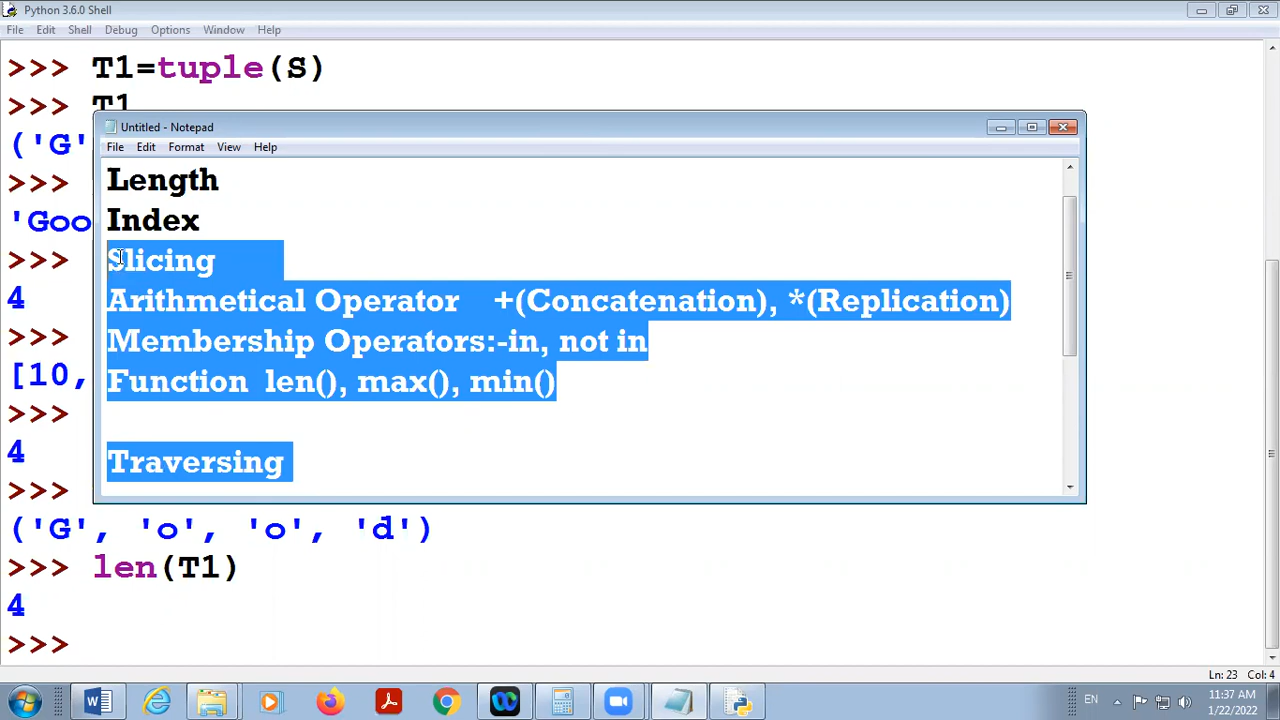 Python 3.6.0 Shell
File Edit Shell Debug Options Window Help
>>> T1=tuple(S)
>>> T1
('G'
>>>
'Goo
>>>
4
>>>
[10,
>>>
4
>>>
('G', 'o', 'o', 'd')
>>> len(T1)
4
>>>
Untitled - Notepad
File Edit Format View Help
Length
Index
Slicing
Arithmetical Operator +(Concatenation), *(Replication)
Membership Operators:-in, not in
Function len(), max(), min()
Traversing
Ln: 23 Col: 4
EN
11:37 AM
1/22/2022